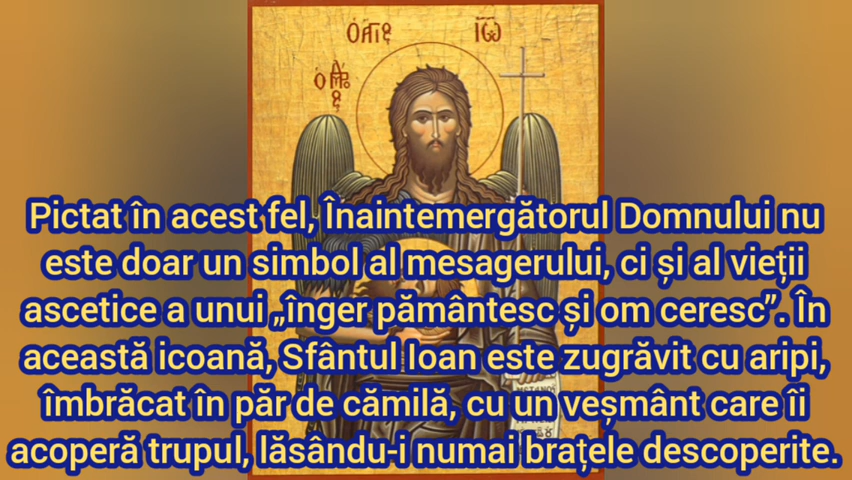 ὉἍΓΙΟϹ Ἰῶ
ὁ ΠΡ
Pictat în acest fel, Înaintemergătorul Domnului nu
este doar un simbol al mesagerului, ci și al vieții
ascetice a unui „înger pământesc și om ceresc”. În
această icoană, Sfântul Ioan este zugrăvit cu aripi,
îmbrăcat în păr de cămilă, cu un veșmânt care îi
acoperă trupul, lăsându-i numai brațele descoperite.